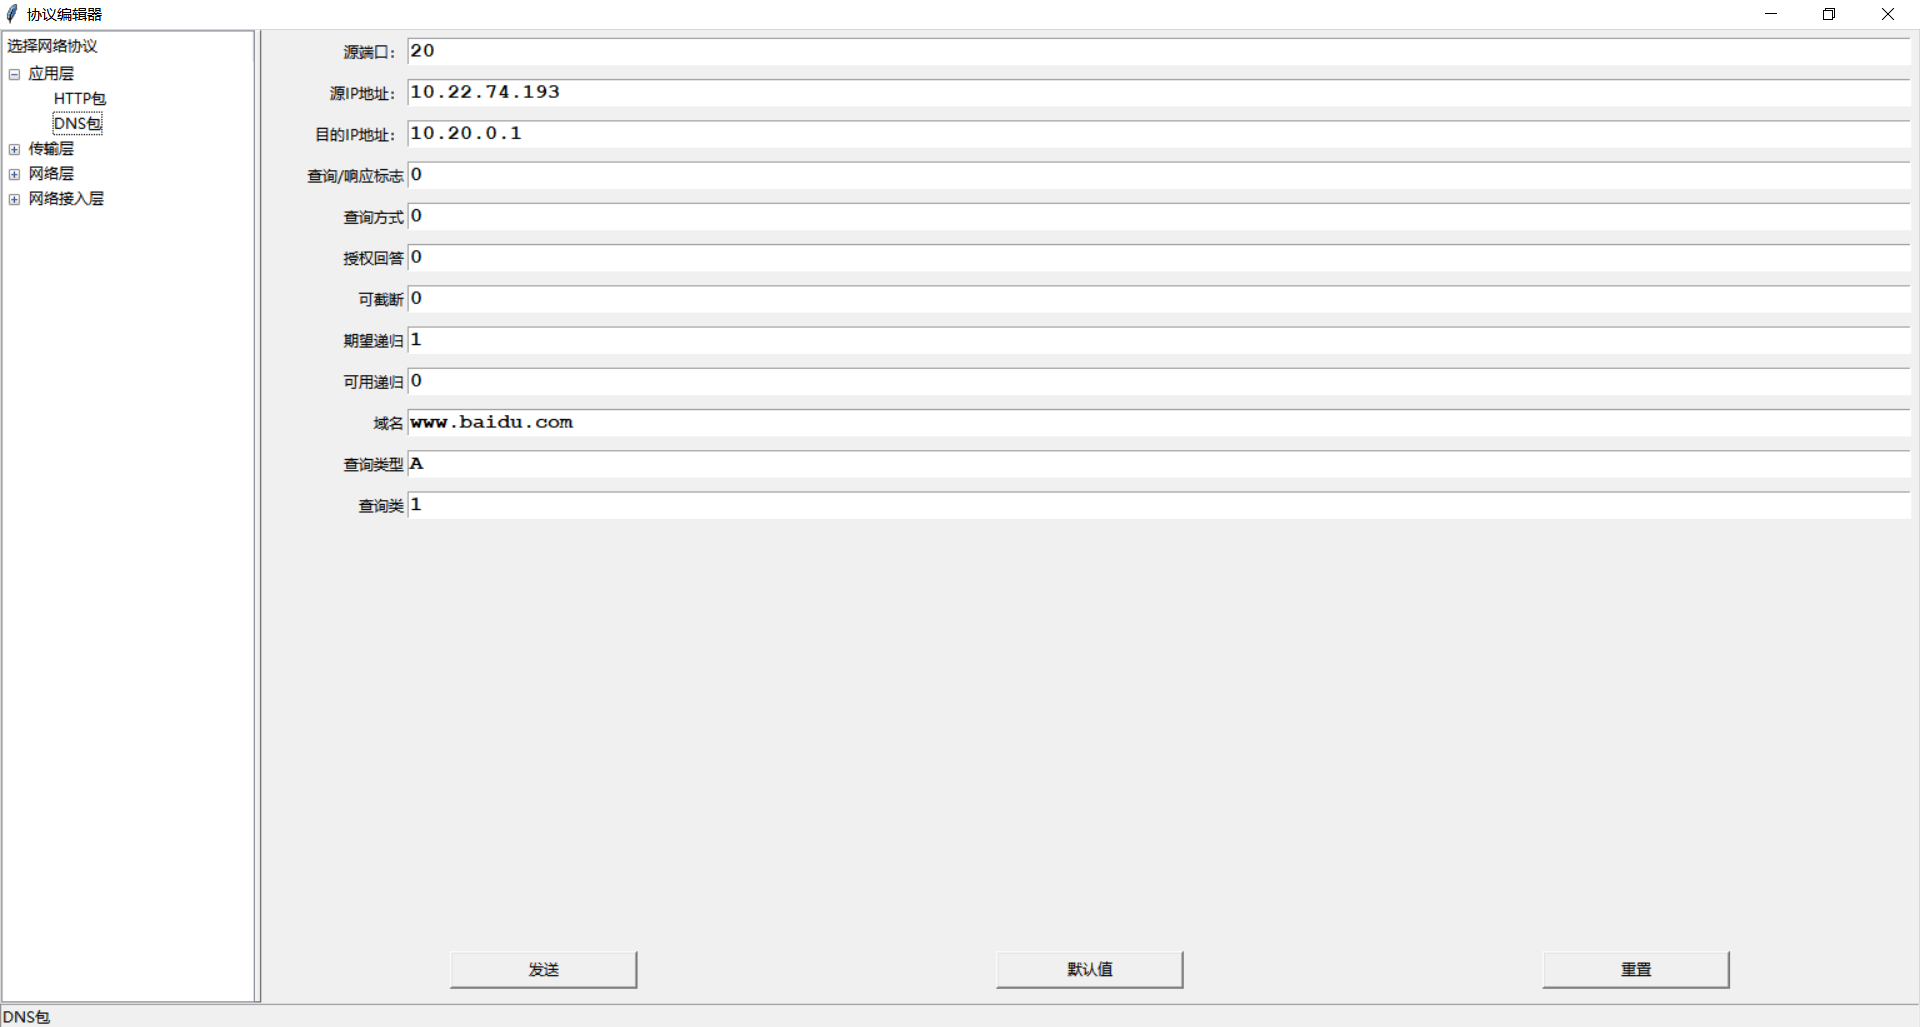 协议编辑器
选择网络协议
应用层
HTTP包
DNS包
传输层
网络层
网络接入层
源端口： 20
源IP地址： 10.22.74.193
目的IP地址： 10.20.0.1
查询/响应标志 0
查询方式 0
授权回答 0
可截断 0
期望递归 1
可用递归 0
域名 www.baidu.com
查询类型 A
查询类 1
发送 默认值 重置
DNS包